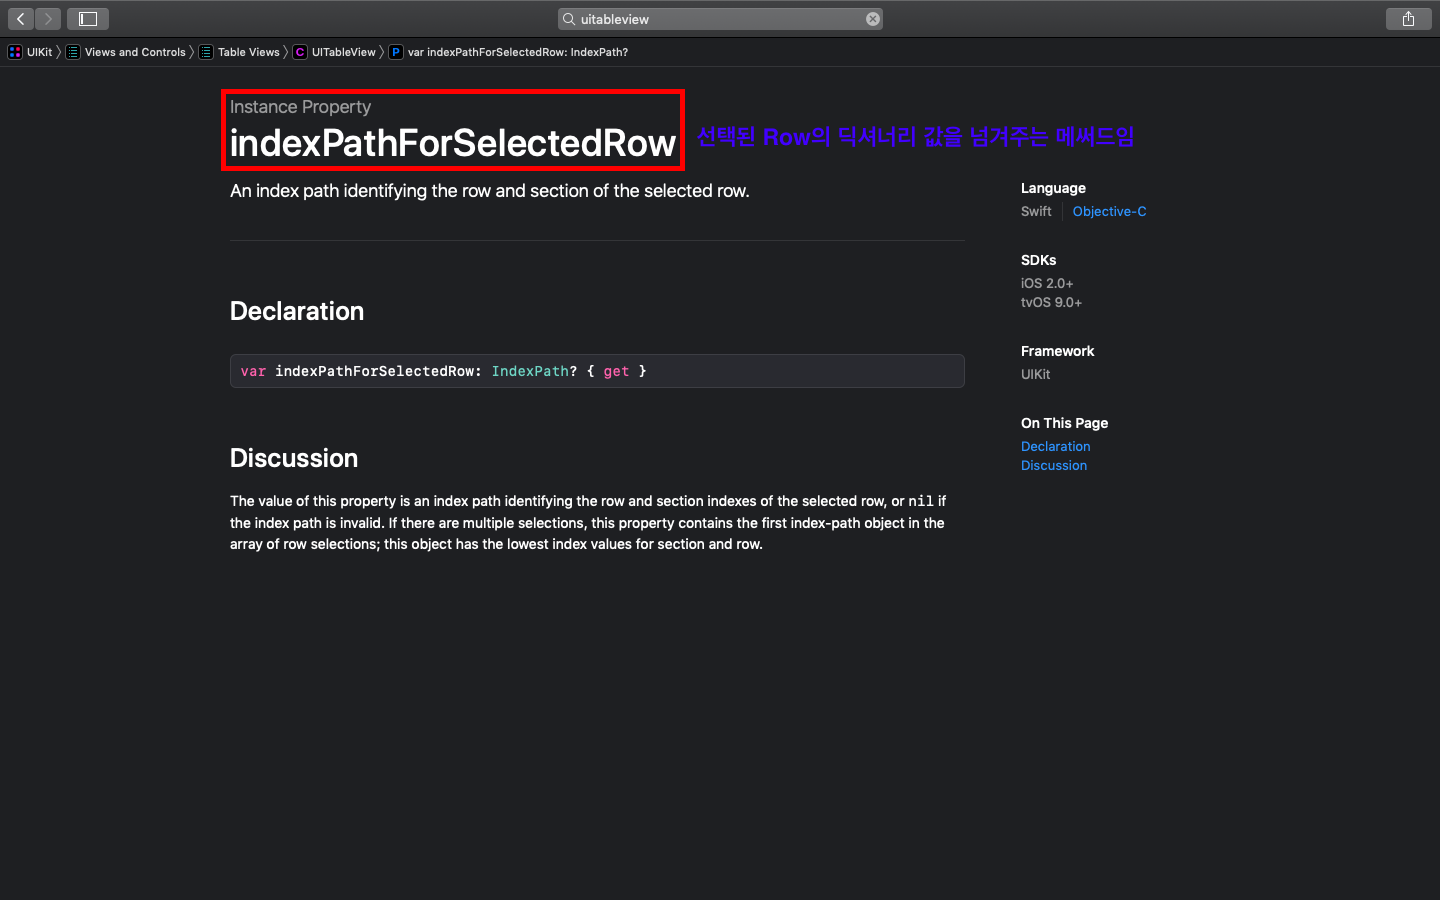 uitableview
UIKit Views and Controls Table Views C UITableView P var indexPathForSelectedRow: IndexPath?
Instance Property
indexPathForSelectedRow
선택된 Row의 딕셔너리 값을 넘겨주는 메써드임
An index path identifying the row and section of the selected row.
Declaration
var indexPathForSelectedRow: IndexPath? { get }
Discussion
The value of this property is an index path identifying the row and section indexes of the selected row, or nil if
the index path is invalid. If there are multiple selections, this property contains the first index-path object in the
array of row selections; this object has the lowest index values for section and row.
Language
Swift Objective-C
SDKs
iOS 2.0+
tvOS 9.0+
Framework
UIKit
On This Page
Declaration
Discussion